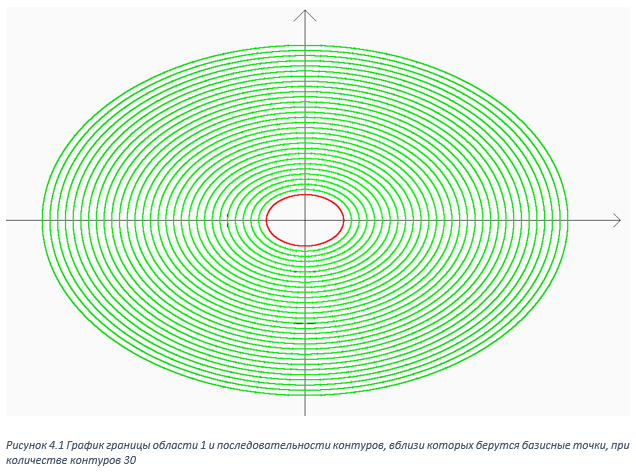 Рисунок 4.1 График границы области 1 и последовательности контуров, вблизи которых берутся базисные точки, при
количестве контуров 30